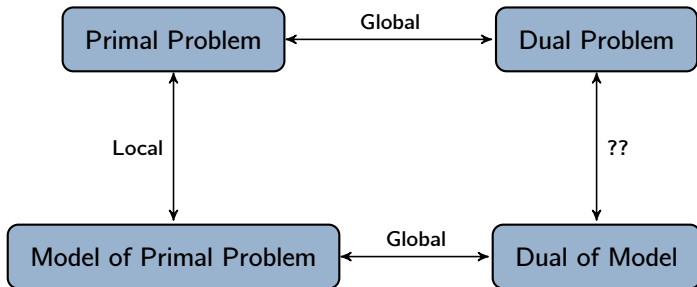 Primal Problem
Global
Dual Problem
Local
??
Model of Primal Problem
Global
Dual of Model